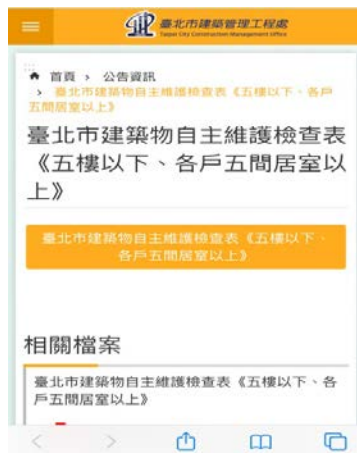 臺北市建築管理工程處
Taipei City Construction Management Office
首頁 › 公告資訊
› 臺北市建築物自主維護檢查表《五樓以下、各戶
五間居室以上》
臺北市建築物自主維護檢查表
《五樓以下、各戶五間居室以
上》
臺北市建築物自主維護檢查表《五樓以下、
各戶五間居室以上》
相關檔案
臺北市建築物自主維護檢查表《五樓以下、各
戶五間居室以上》